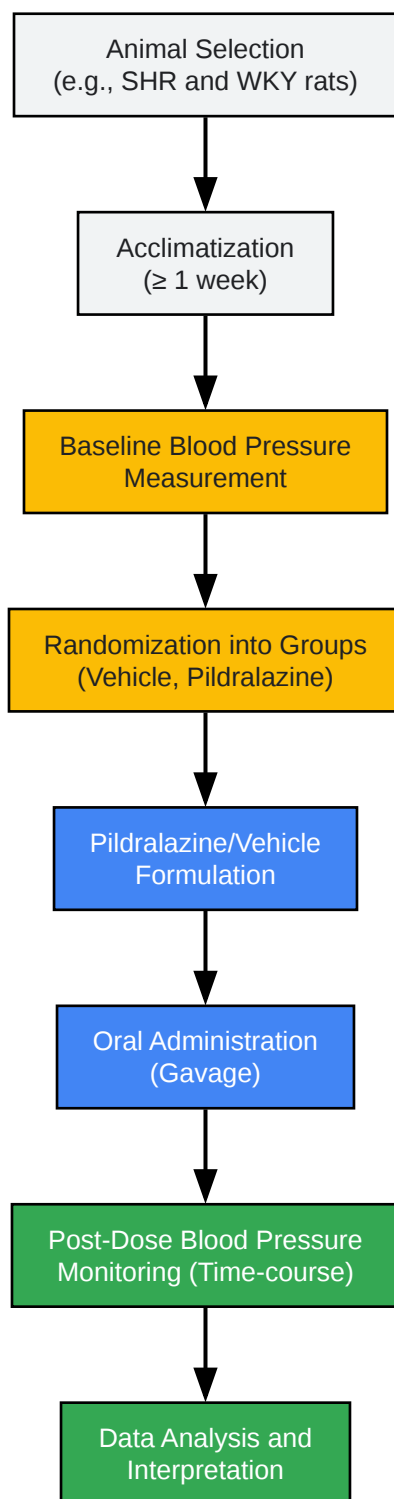 Animal Selection
(e.g., SHR and WKY rats)
Acclimatization
(≥ 1 week)
Baseline Blood Pressure
Measurement
Randomization into Groups
(Vehicle, Pildralazine)
Pildralazine/Vehicle
Formulation
Oral Administration
(Gavage)
Post-Dose Blood Pressure
Monitoring (Time-course)
Data Analysis and
Interpretation